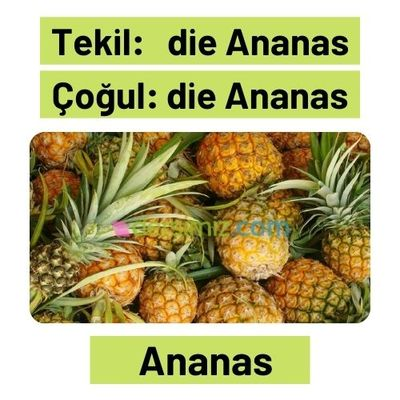 Tekil: die Ananas
Çoğul: die Ananas
Ananas